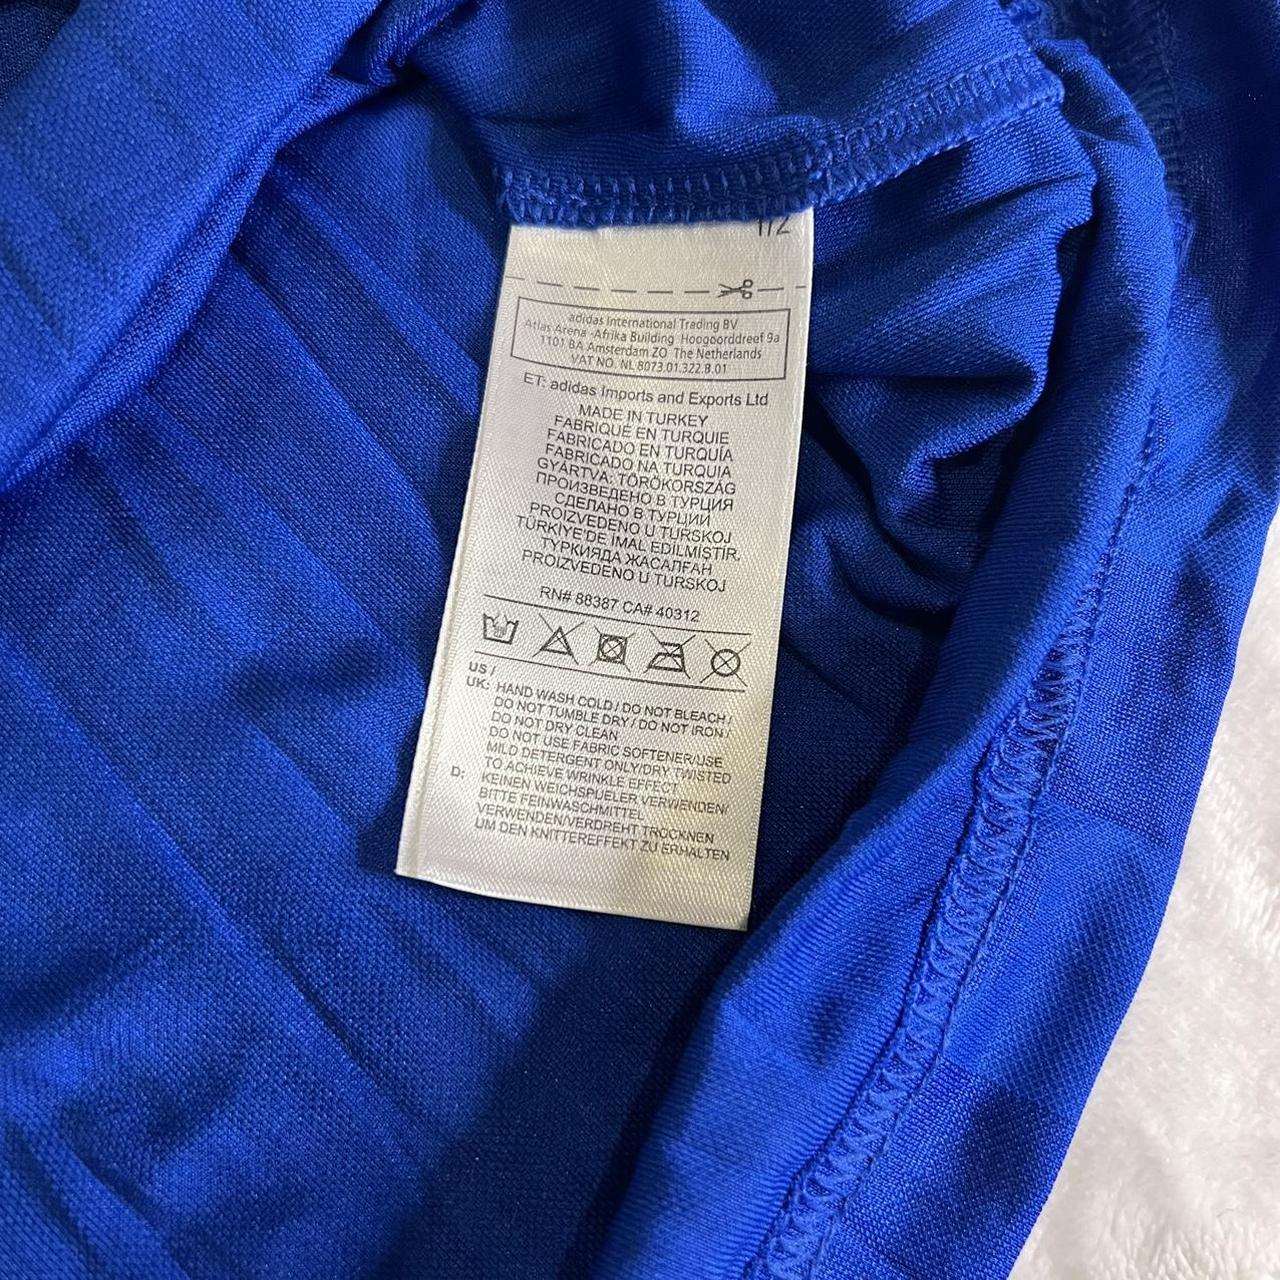 1/2
adidas International Trading BV
Atlas Arena -Afrika Building Hoogoorddreef 9a
1101 BA Amsterdam ZO The Netherlands
VAT NO. NL 8073.01.322.B.01
ET: adidas Imports and Exports Ltd
MADE IN TURKEY
FABRIQUÉ EN TURQUIE
FABRICADO EN TURQUÍA
FABRICADO NA TURQUIA
GYÁRTVA: TÖRÖKORSZÁG
ПРОИЗВЕДЕНО В ТУРЦИЯ
СДЕЛАНО В ТУРЦИИ
PROIZVEDENO U TURSKOJ
TÜRKİYE'DE İMAL EDİLMİSTİR.
ТУРКИЯДА ЖАСАЛҒАН
PROIZVEDENO U TURSKOJ
RN# 88387 CA# 40312
US /
UK: HAND WASH COLD / DO NOT BLEACH /
DO NOT TUMBLE DRY / DO NOT IRON /
DO NOT DRY CLEAN
DO NOT USE FABRIC SOFTENER/USE
MILD DETERGENT ONLY/DRY TWISTED
TO ACHIEVE WRINKLE EFFECT
D: KEINEN WEICHSPUELER VERWENDEN/
BITTE FEINWASCHMITTEL
VERWENDEN/VERDREHT TROCKNEN
UM DEN KNITTEREFFEKT ZU ERHALTEN